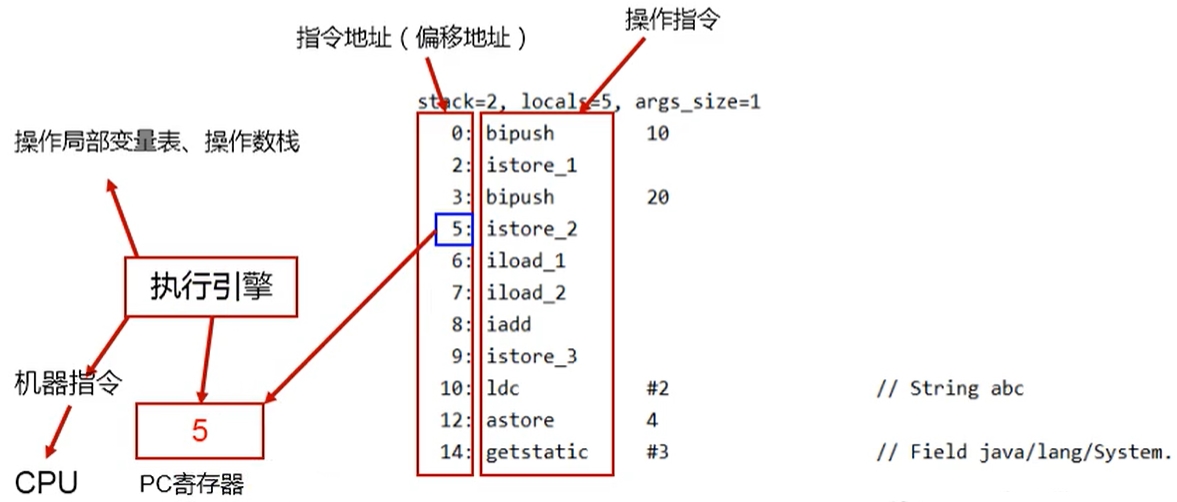 操作指令
指令地址（偏移地址）
stack=2, locals=5, args_size=1
操作局部变量表、操作数栈
0: bipush 10
2: istore_1
3: bipush 20
5: istore_2
6: iload_1
7: iload_2
8: iadd
9: istore_3
10: ldc #2 // String abc
12: astore 4
14: getstatic #3 // Field java/lang/System.
执行引擎
机器指令
5
CPU
PC寄存器